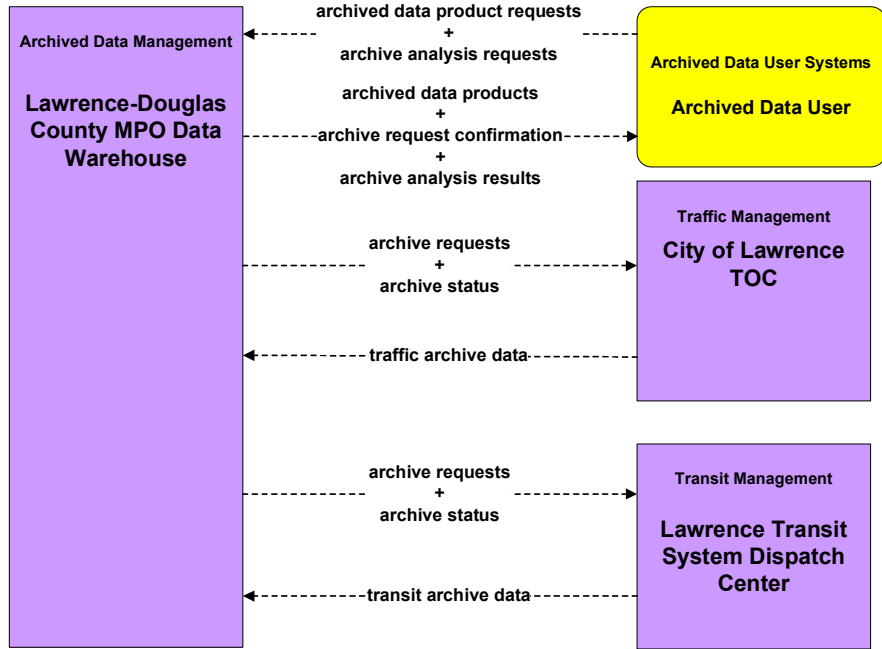 Archived Data Management
Lawrence-Douglas
County MPO Data
Warehouse
archived data product requests
+
archive analysis requests
archived data products
+
archive request confirmation
+
archive analysis results
Archived Data User Systems
Archived Data User
archive requests
+
archive status
traffic archive data
Traffic Management
City of Lawrence
TOC
archive requests
+
archive status
transit archive data
Transit Management
Lawrence Transit
System Dispatch
Center